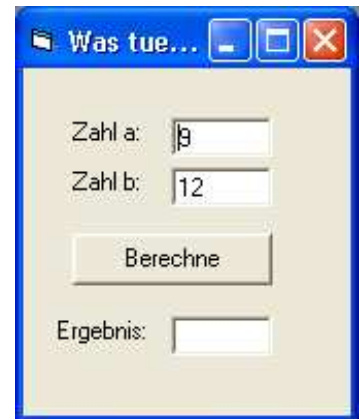 Was tue...
Zahl a: 9
Zahl b: 12
Berechne
Ergebnis: